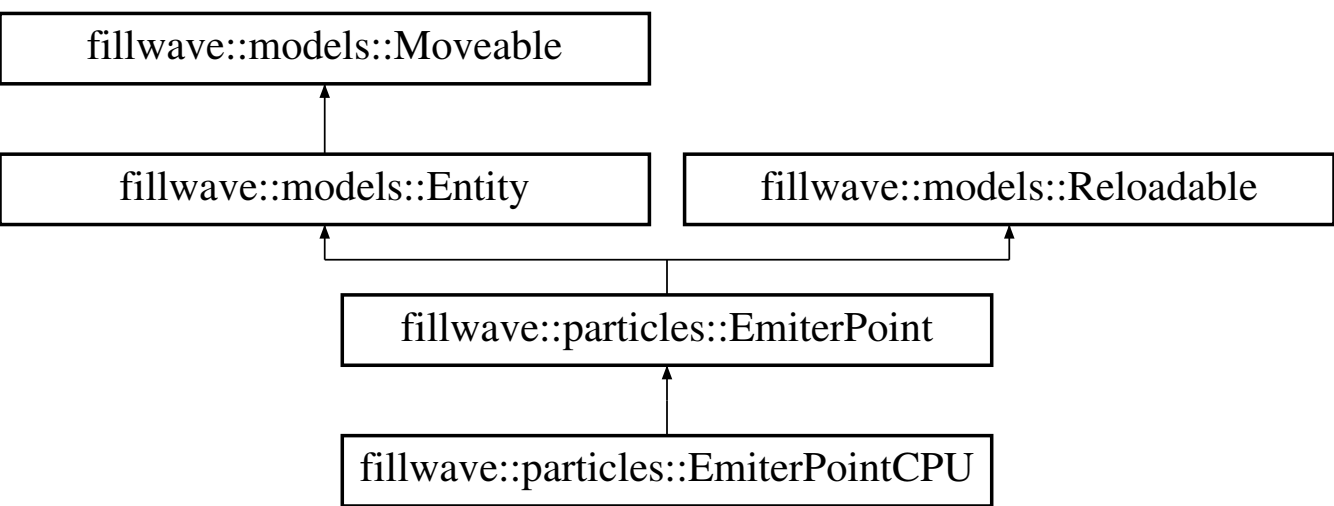 fillwave::models::Moveable
fillwave::models::Entity
fillwave::models::Reloadable
fillwave::particles::EmiterPoint
fillwave::particles::EmiterPointCPU